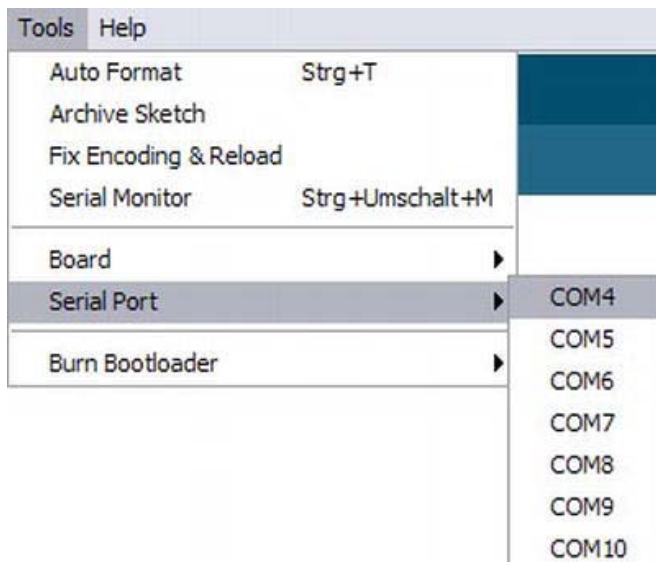 Tools Help
Auto Format Strg+T
Archive Sketch
Fix Encoding & Reload
Serial Monitor Strg+Umschalt+M
Board
Serial Port
Burn Bootloader
COM4
COM5
COM6
COM7
COM8
COM9
COM10